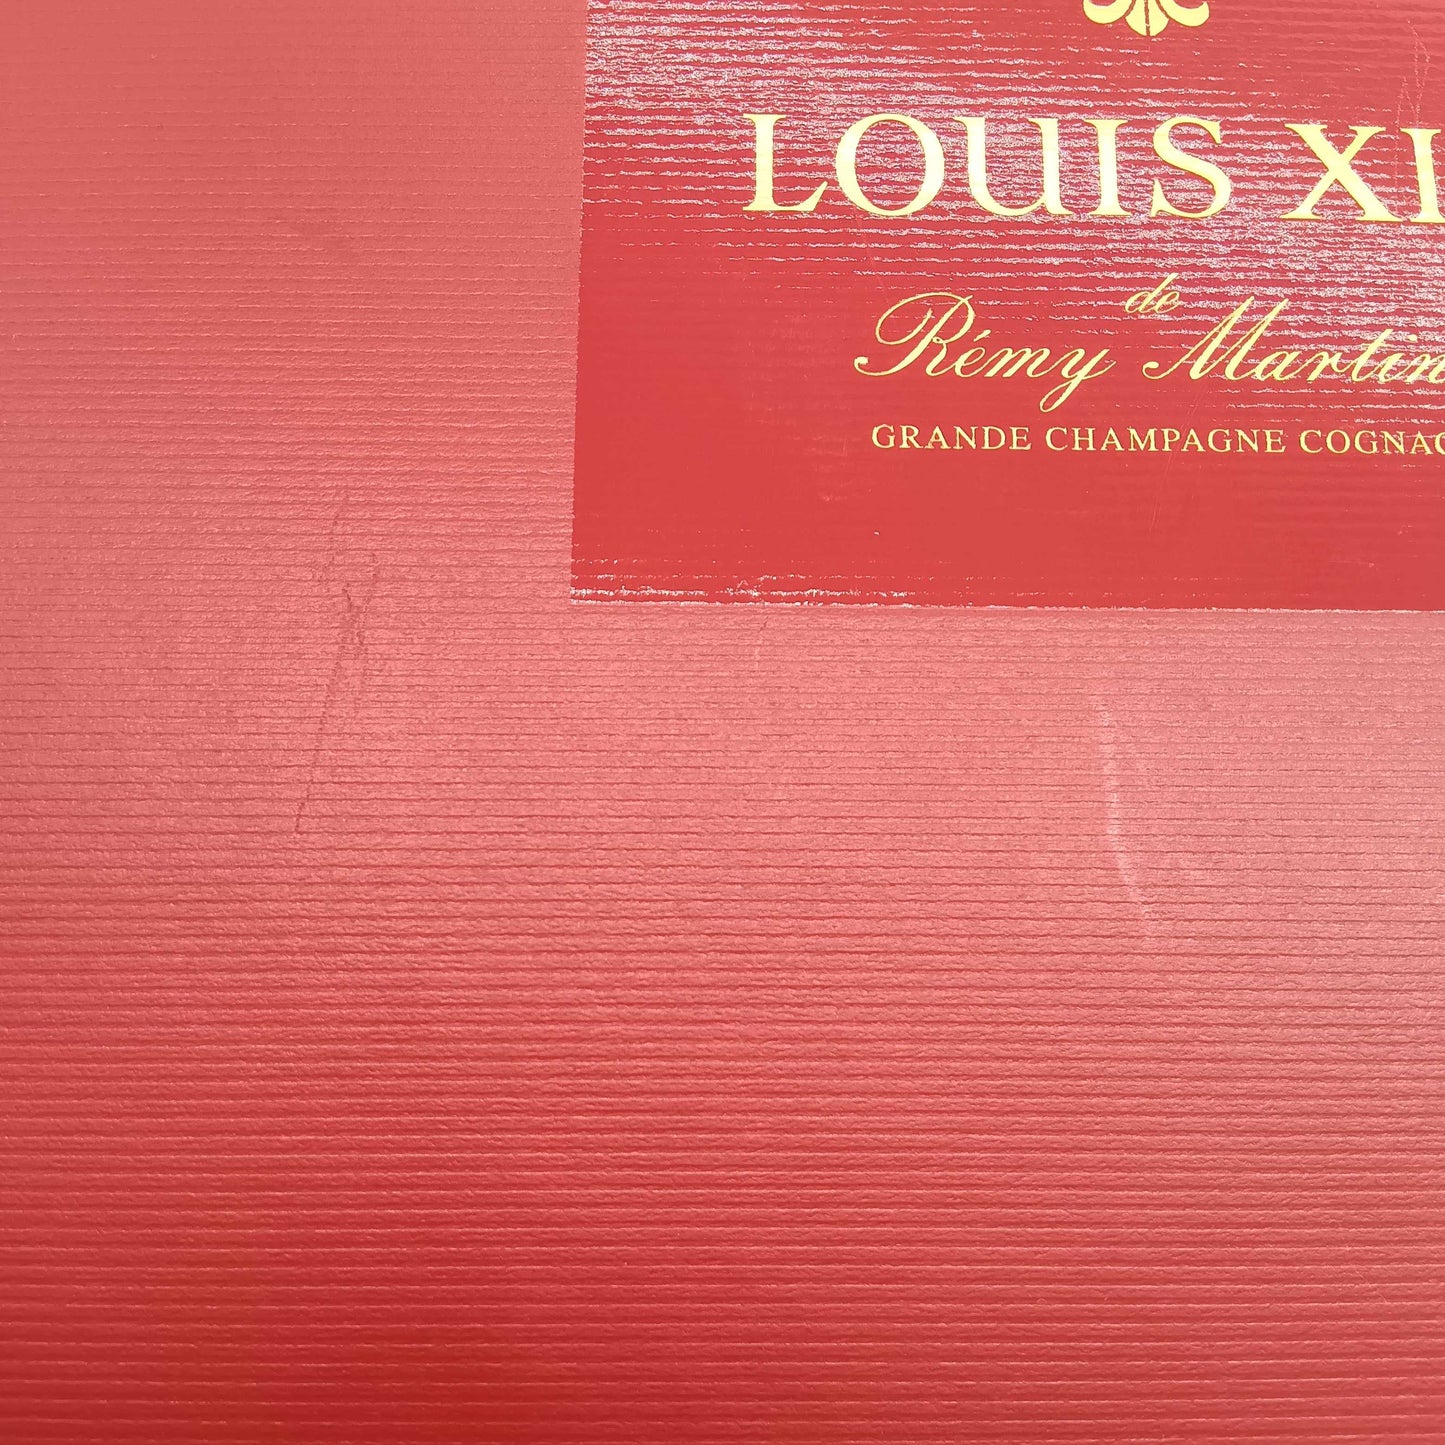 LOUIS XI
de
Rémy Martin
GRANDE CHAMPAGNE COGNAC